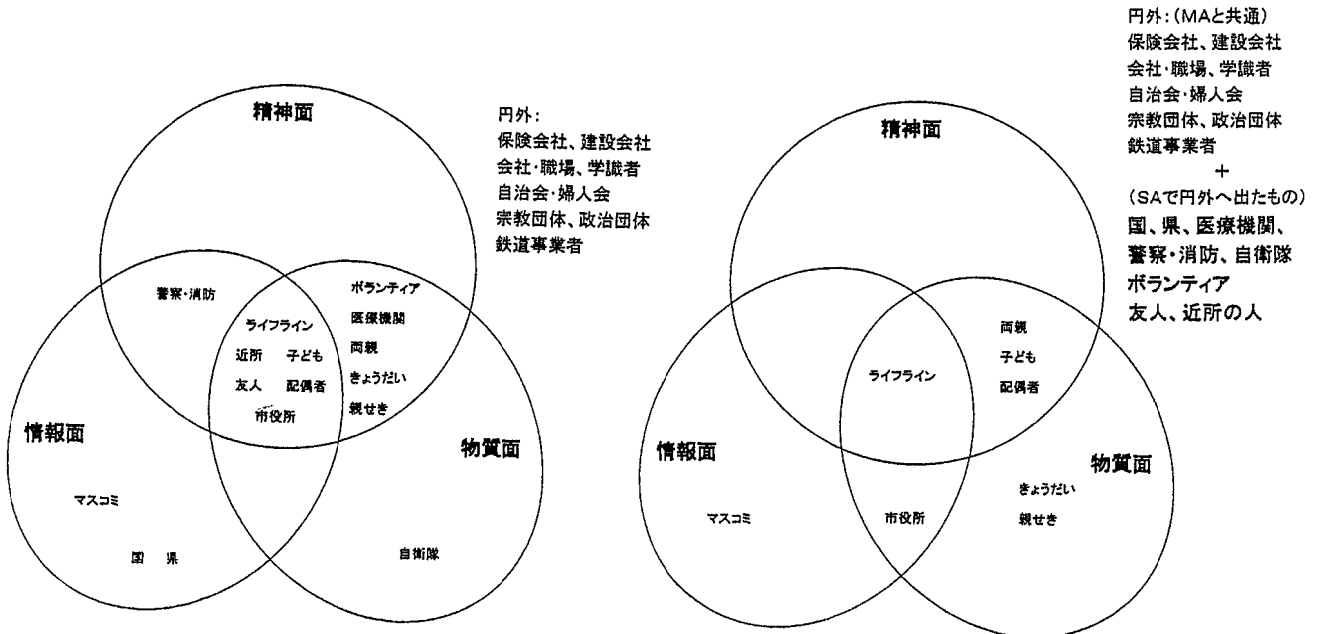 精神面
円外:
保険会社、建設会社
会社・職場、学識者
自治会・婦人会
宗教団体、政治団体
鉄道事業者
警察・消防
ボランティア
ライフライン
医療機関
近所 子ども
両親
友人 配偶者
きょうだい
市役所
親せき
情報面
物質面
マスコミ
国 県
自衛隊
円外:(MAと共通)
保険会社、建設会社
会社・職場、学識者
自治会・婦人会
宗教団体、政治団体
鉄道事業者
+
(SAで円外へ出たもの)
国、県、医療機関、
警察・消防、自衛隊
ボランティア
友人、近所の人
精神面
両親
子ども
ライフライン
配偶者
情報面
物質面
きょうだい
マスコミ
市役所
親せき